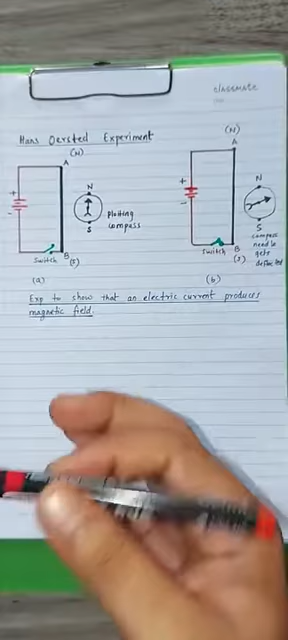 classmate
Hans Oersted Experiment
(N)
A
+
-
N
S
Plotting
compass
Switch
B
(S)
(a)
(N)
A
+
-
N
S
compass
needle
gets
deflected
Switch
B
(S)
(b)
Exp to show that an electric current produces
magnetic field.